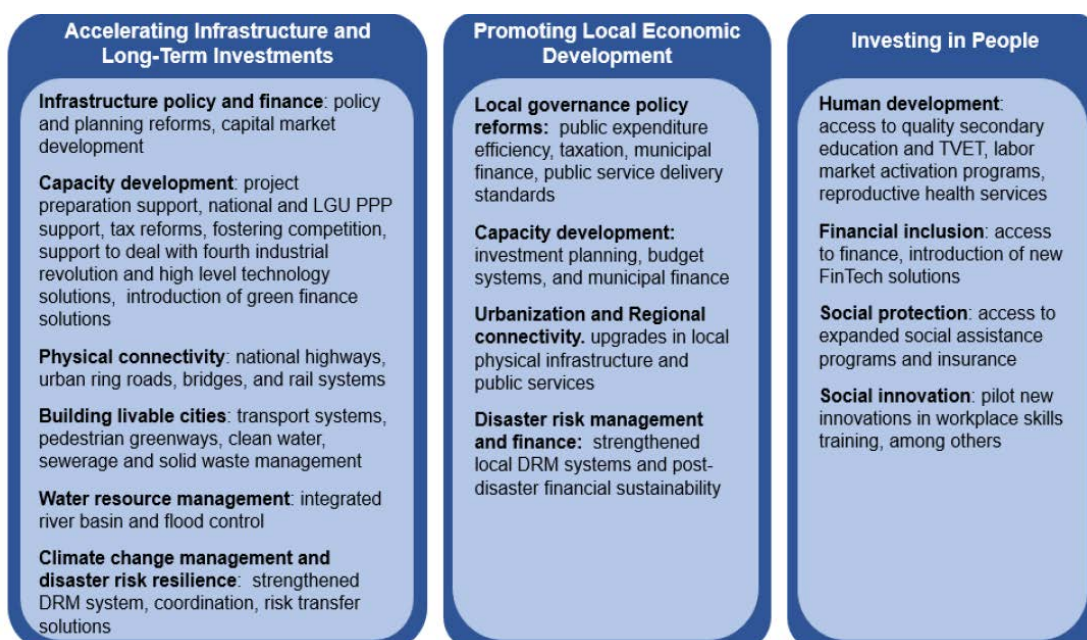 Accelerating Infrastructure and
Long-Term Investments
Infrastructure policy and finance: policy
and planning reforms, capital market
development
Capacity development: project
preparation support, national and LGU PPP
support, tax reforms, fostering competition,
support to deal with fourth industrial
revolution and high level technology
solutions, introduction of green finance
solutions
Physical connectivity: national highways,
urban ring roads, bridges, and rail systems
Building livable cities: transport systems,
pedestrian greenways, clean water,
sewerage and solid waste management
Water resource management: integrated
river basin and flood control
Climate change management and
disaster risk resilience: strengthened
DRM system, coordination, risk transfer
solutions
Promoting Local Economic
Development
Local governance policy
reforms: public expenditure
efficiency, taxation, municipal
finance, public service delivery
standards
Capacity development:
investment planning, budget
systems, and municipal finance
Urbanization and Regional
connectivity. upgrades in local
physical infrastructure and
public services
Disaster risk management
and finance: strengthened
local DRM systems and post-
disaster financial sustainability
Investing in People
Human development:
access to quality secondary
education and TVET, labor
market activation programs,
reproductive health services
Financial inclusion: access
to finance, introduction of new
FinTech solutions
Social protection: access to
expanded social assistance
programs and insurance
Social innovation: pilot new
innovations in workplace skills
training, among others